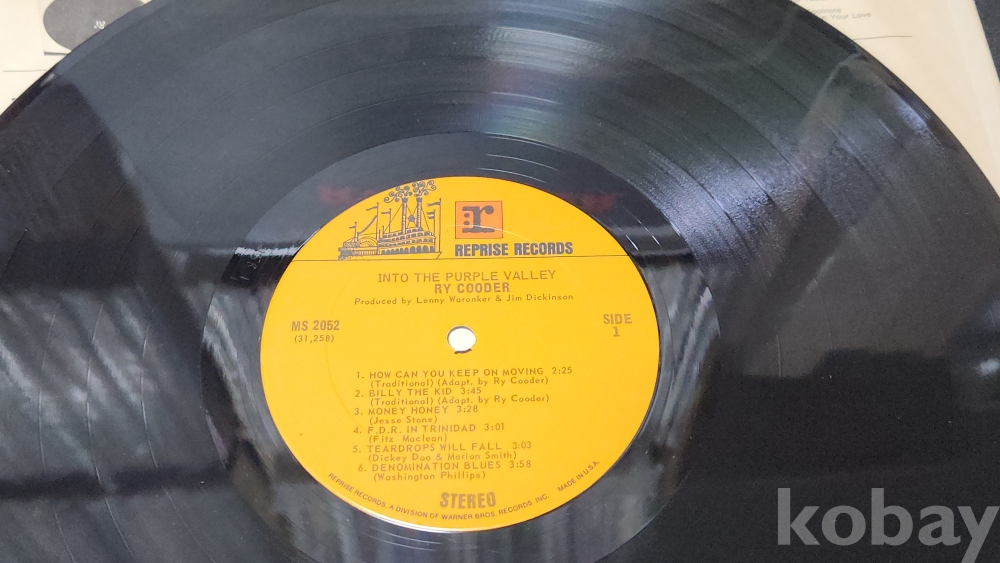 Your Love
r:
REPRISE RECORDS
INTO THE PURPLE VALLEY
RY COODER
Produced by Lenny Waronker & Jim Dickinson
MS 2052
(31,258)
SIDE
1
1. HOW CAN YOU KEEP ON MOVING 2:25
(Traditional) (Adapt. by Ry Cooder)
2. BILLY THE KID 3:45
(Traditional) (Adapt. by Ry Cooder)
3. MONEY HONEY 3:28
(Jesse Stone)
4. F.D.R. IN TRINIDAD 3:01
(Fitz Maclean)
5. TEARDROPS WILL FALL 3:03
(Dickey Doo & Marion Smith)
6. DENOMINATION BLUES 3:58
(Washington Phillips)
STEREO
REPRISE RECORDS, A DIVISION OF WARNER BROS. RECORDS, INC. MADE IN U.S.A.
kobay